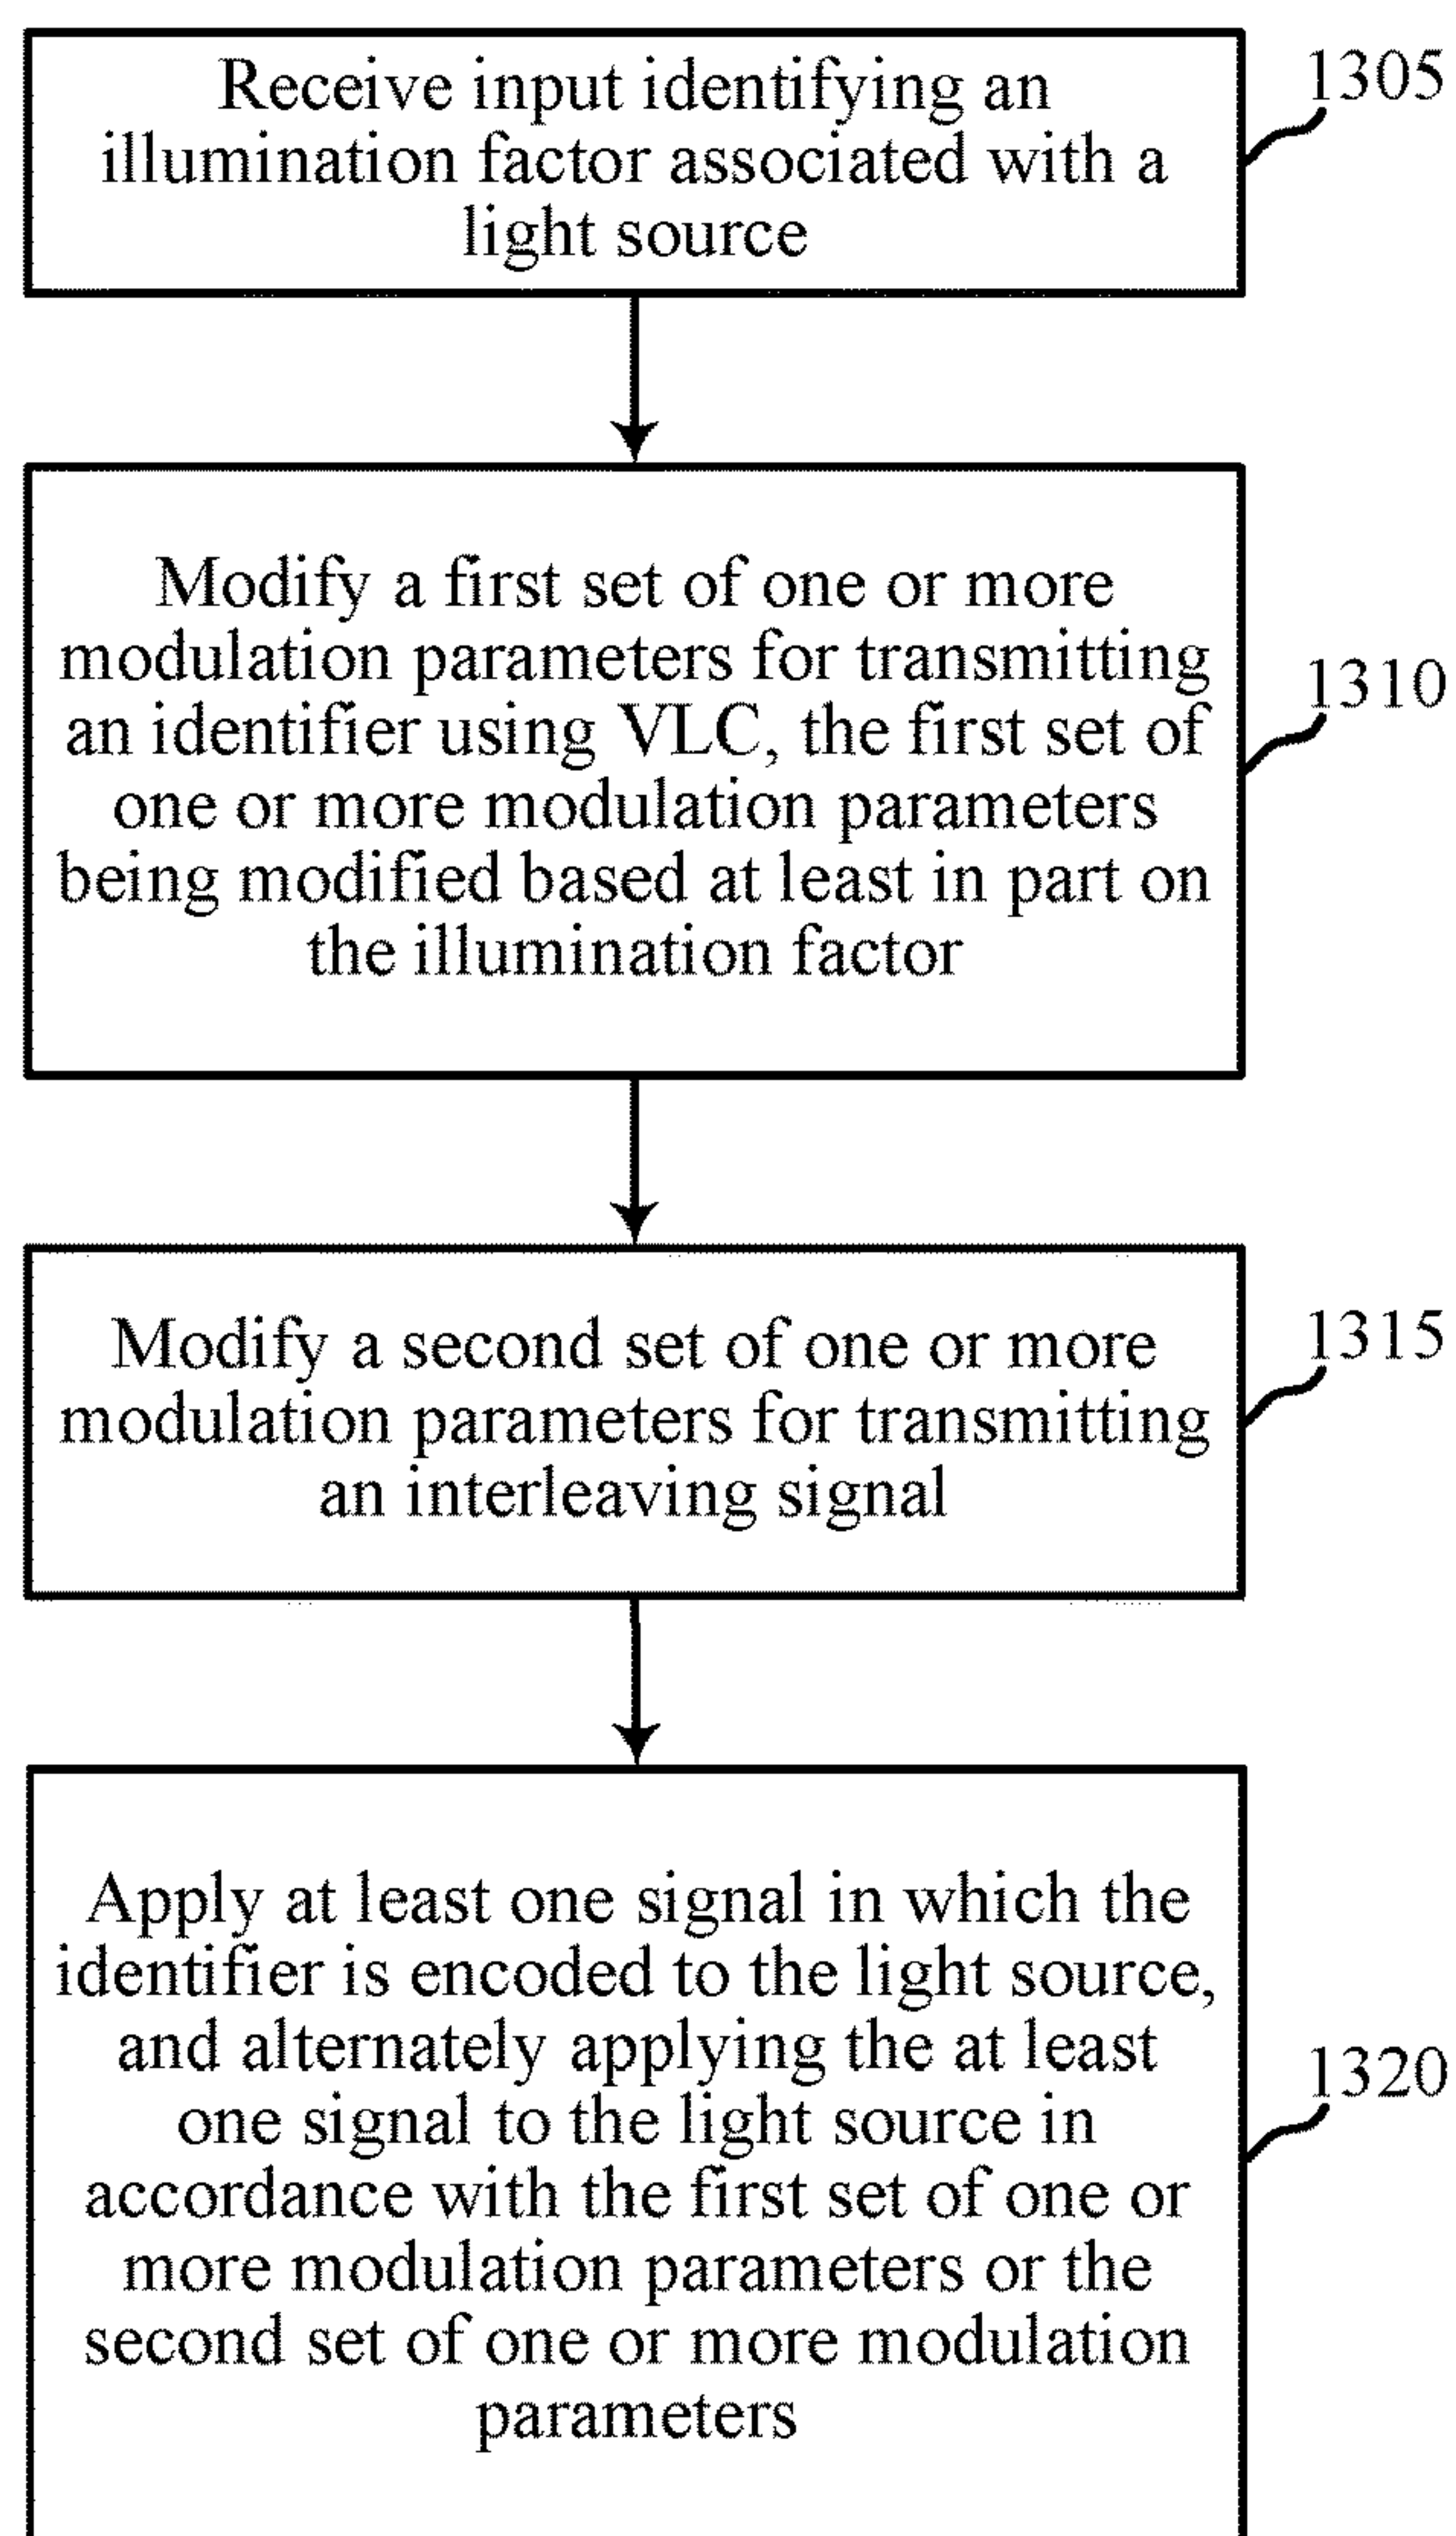 Receive input identifying an
illumination factor associated with a
light source
1305
Modify a first set of one or more
modulation parameters for transmitting
an identifier using VLC, the first set of
one or more modulation parameters
being modified based at least in part on
the illumination factor
1310
Modify a second set of one or more
modulation parameters for transmitting
an interleaving signal
1315
Apply at least one signal in which the
identifier is encoded to the light source,
and alternately applying the at least
one signal to the light source in
accordance with the first set of one or
more modulation parameters or the
second set of one or more modulation
parameters
1320